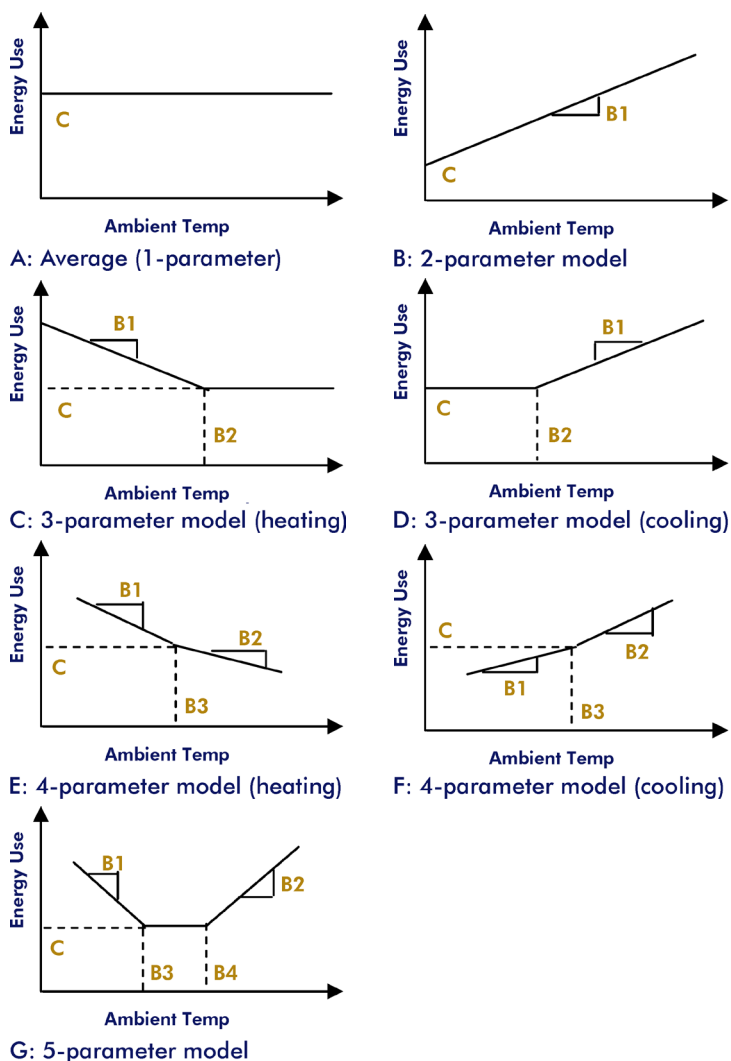 Energy Use
C
Ambient Temp
A: Average (1-parameter)
Energy Use
B1
C
Ambient Temp
B: 2-parameter model
Energy Use
B1
C
B2
Ambient Temp
C: 3-parameter model (heating)
Energy Use
B1
C
B2
Ambient Temp
D: 3-parameter model (cooling)
Energy Use
B1
B2
C
B3
Ambient Temp
E: 4-parameter model (heating)
Energy Use
C
B2
B1
B3
Ambient Temp
F: 4-parameter model (cooling)
Energy Use
B1
B2
C
B3
B4
Ambient Temp
G: 5-parameter model